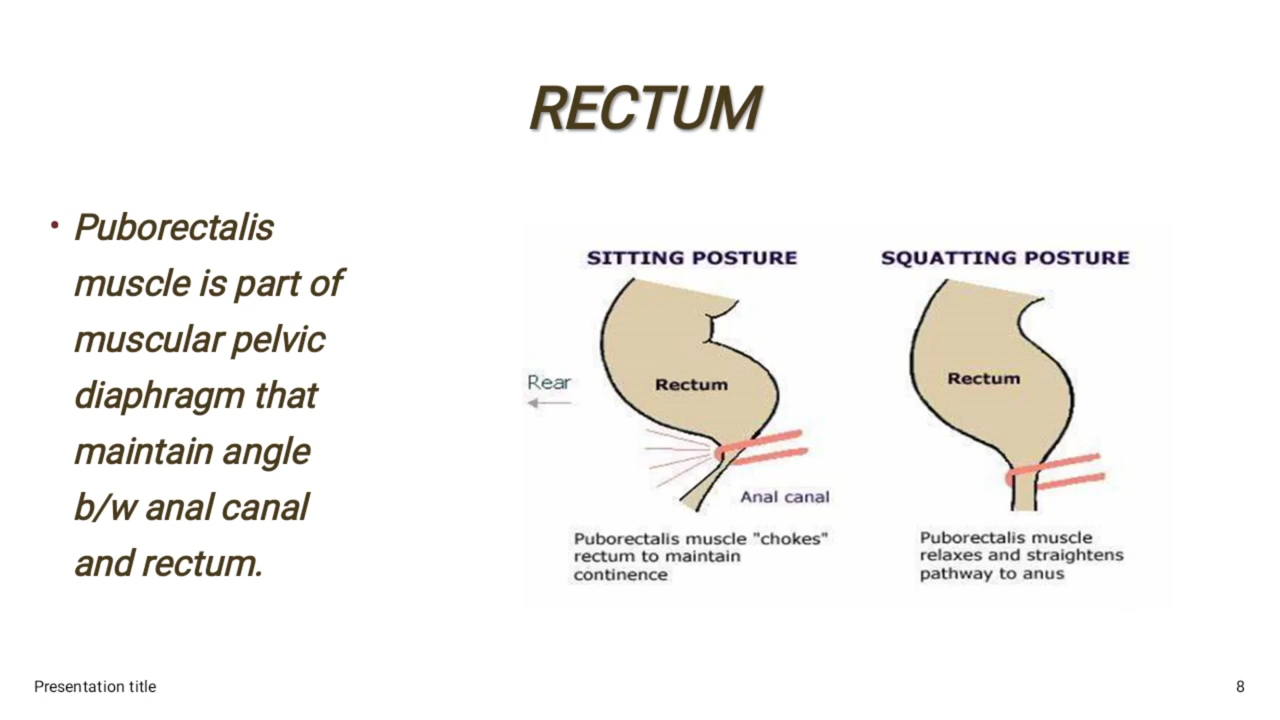 RECTUM
• Puborectalis
muscle is part of
muscular pelvic
diaphragm that
maintain angle
b/w anal canal
and rectum.
SITTING POSTURE
Rectum
Rear
Anal canal
Puborectalis muscle "chokes"
rectum to maintain
continence
SQUATTING POSTURE
Rectum
Puborectalis muscle
relaxes and straightens
pathway to anus
Presentation title
8